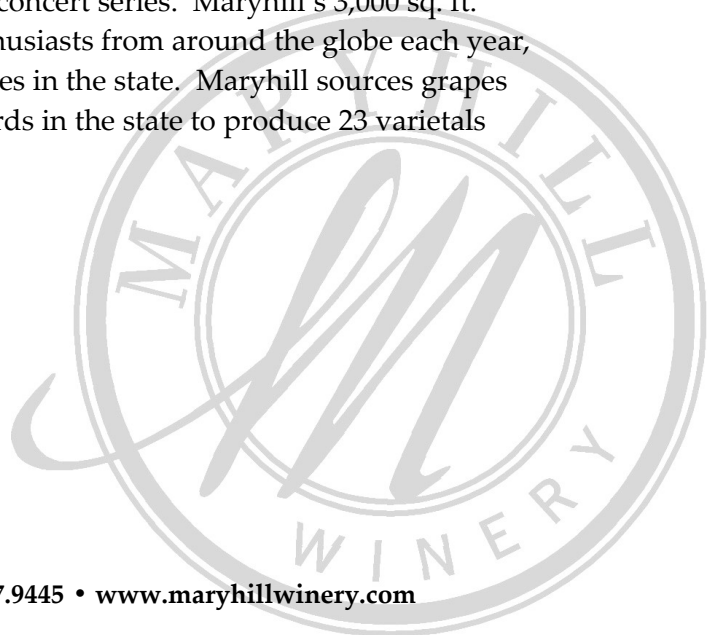 concert series. Maryhill's 3,000 sq. ft.
husiasts from around the globe each year,
es in the state. Maryhill sources grapes
rds in the state to produce 23 varietals
MARYHILL
WINERY
7.9445 • www.maryhillwinery.com